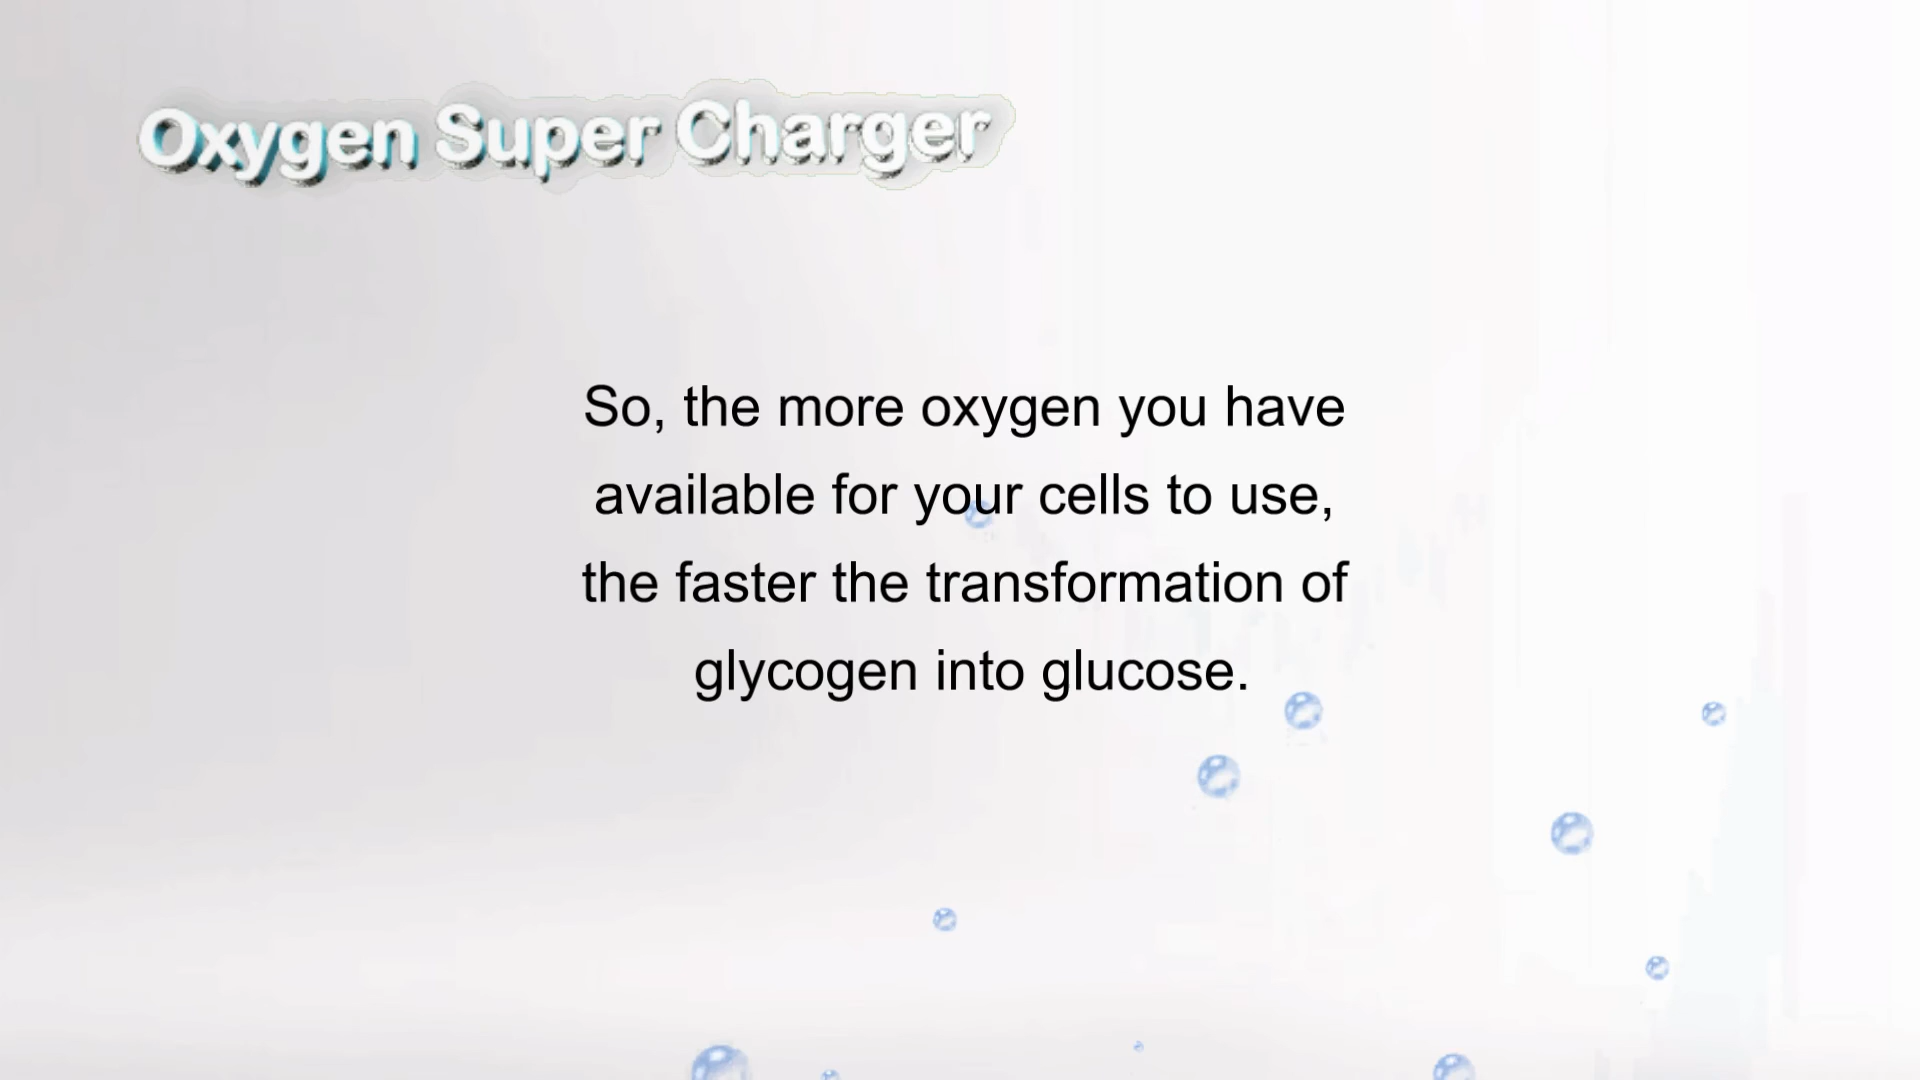 Oxygen Super Charger
So, the more oxygen you have
available for your cells to use,
the faster the transformation of
glycogen into glucose.